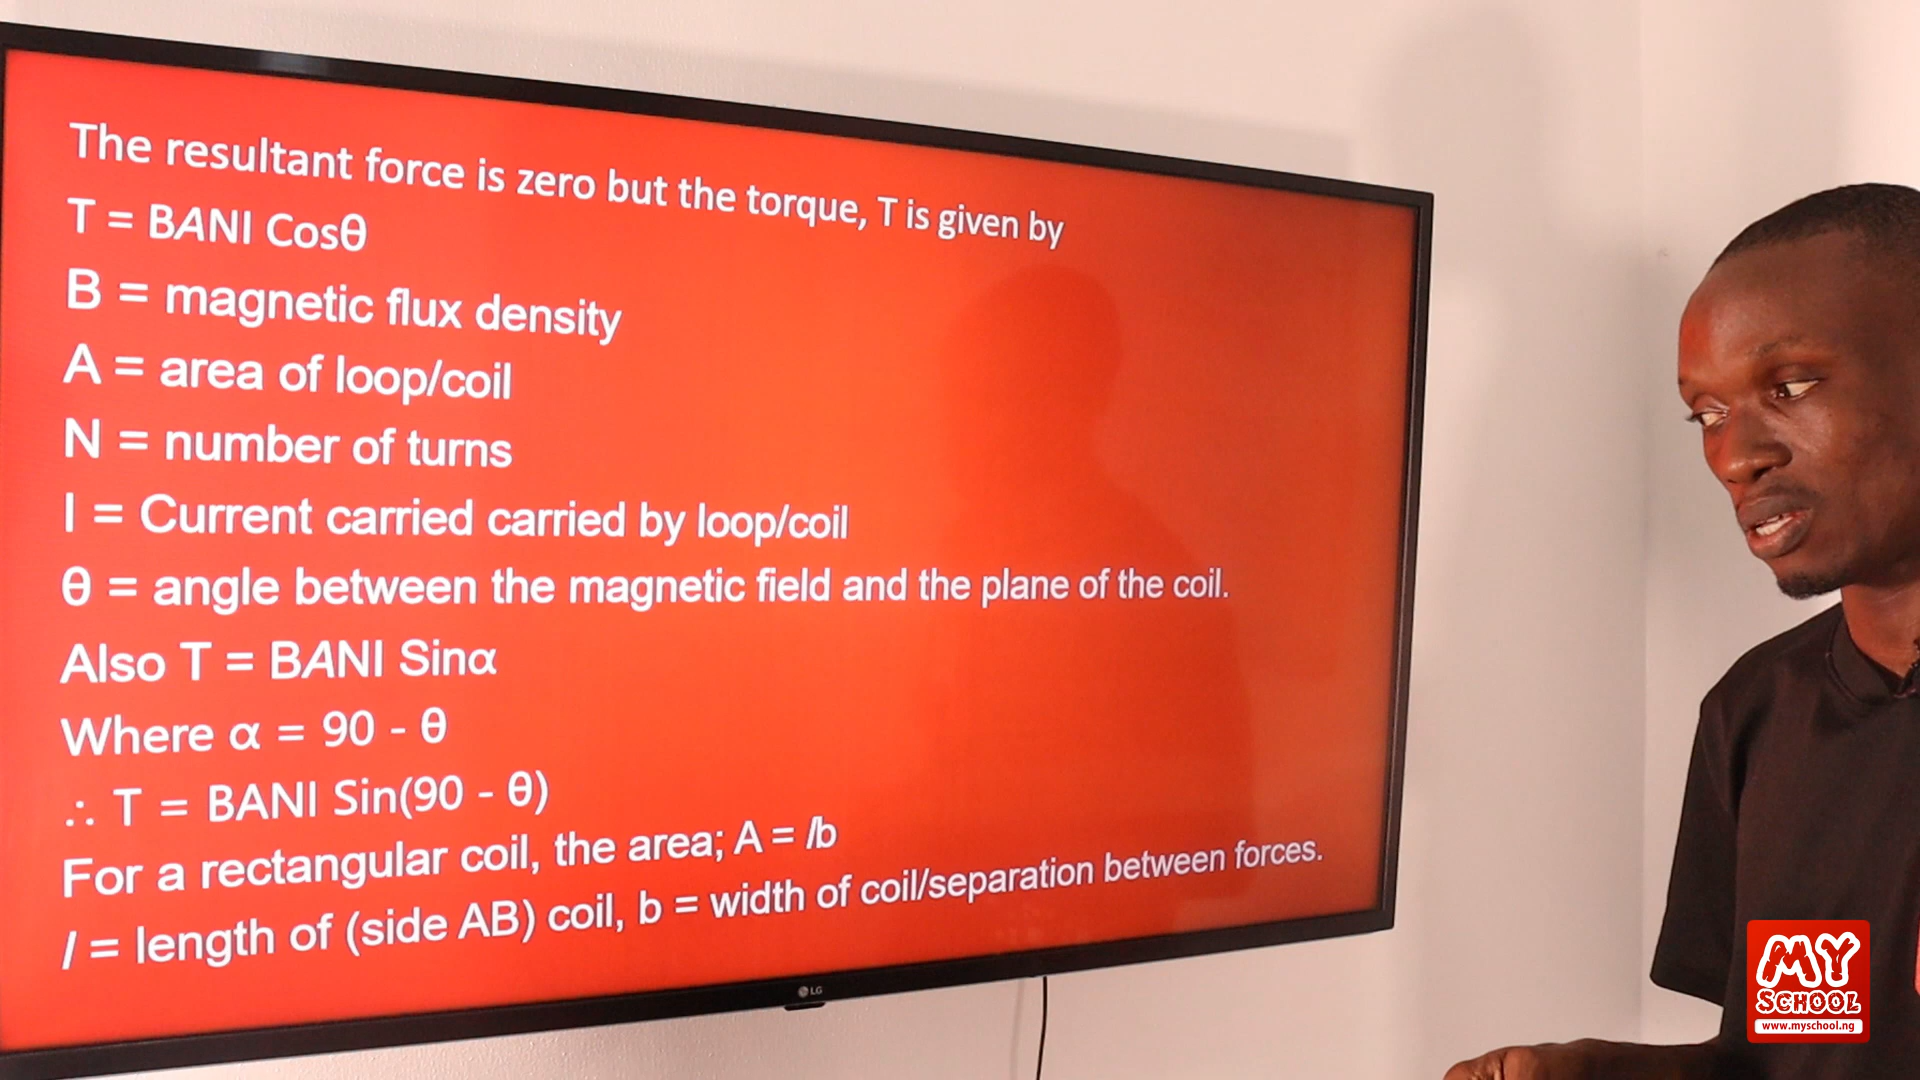 The resultant force is zero but the torque, T is given by
T = BANI Cosθ
B = magnetic flux density
A = area of loop/coil
N = number of turns
I = Current carried carried by loop/coil
θ = angle between the magnetic field and the plane of the coil.
Also T = BANI Sinα
Where α = 90 - θ
∴ T = BANI Sin(90 - θ)
For a rectangular coil, the area; A = lb
l = length of (side AB) coil, b = width of coil/separation between forces.
LG
MY
SCHOOL
www.myschool.ng